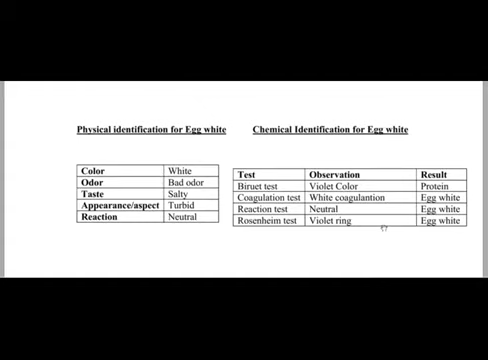 Physical identification for Egg white
Color White
Odor Bad odor
Taste Salty
Appearance/aspect Turbid
Reaction Neutral
Chemical Identification for Egg white
Test Observation Result
Biruet test Violet Color Protein
Coagulation test White coagulantion Egg white
Reaction test Neutral Egg white
Rosenheim test Violet ring Egg white